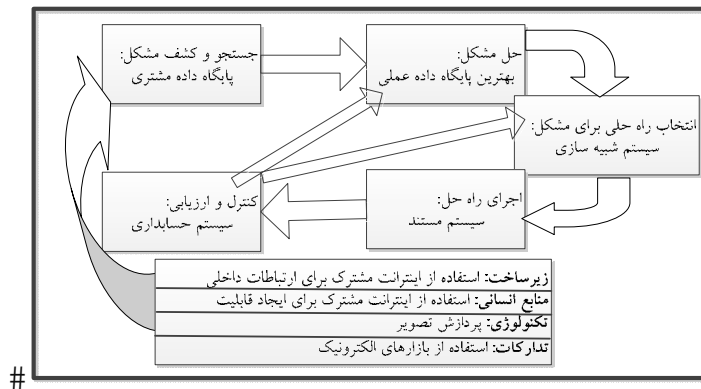 جستجو و کشف مشکل:
پایگاه داده مشتری
حل مشکل:
بهترین پایگاه داده عملی
انتخاب راه حلی برای مشکل:
سیستم شبیه سازی
اجرای راه حل:
سیستم مستند
کنترل و ارزیابی:
سیستم حسابداری
زیرساخت: استفاده از اینترانت مشترک برای ارتباطات داخلی
منابع انسانی: استفاده از اینترانت مشترک برای ایجاد قابلیت
تکنولوژی: پردازش تصویر
تدارکات: استفاده از بازارهای الکترونیک
#